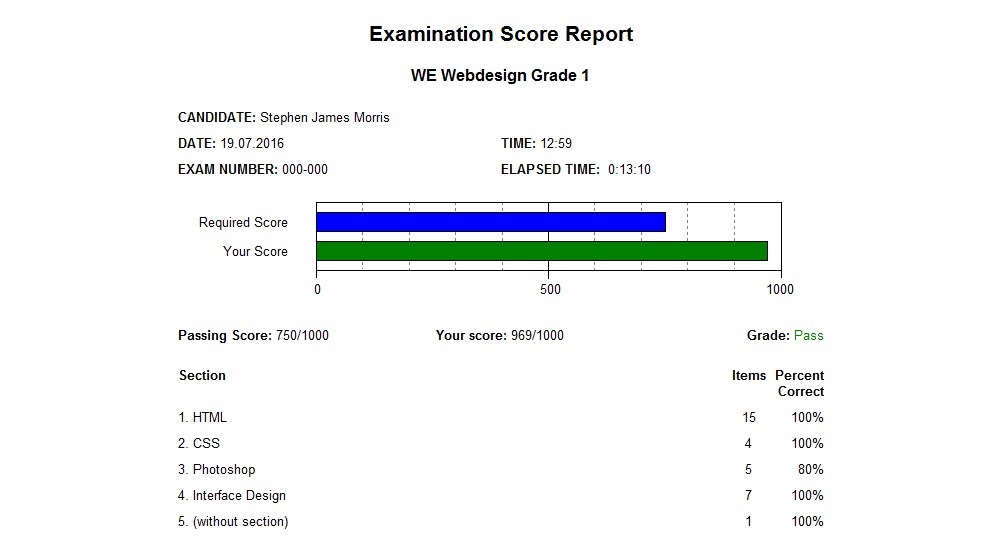 Examination Score Report
WE Webdesign Grade 1
CANDIDATE: Stephen James Morris
DATE: 19.07.2016 TIME: 12:59
EXAM NUMBER: 000-000 ELAPSED TIME: 0:13:10
Required Score
Your Score
0 500 1000
Passing Score: 750/1000 Your score: 969/1000 Grade: Pass
Section Items Percent
Correct
1. HTML 15 100%
2. CSS 4 100%
3. Photoshop 5 80%
4. Interface Design 7 100%
5. (without section) 1 100%